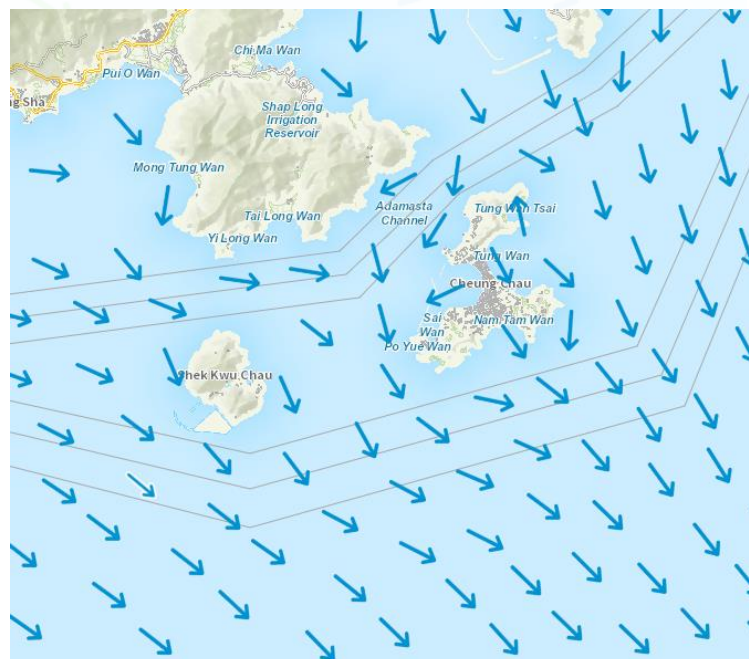 Chi Ma Wan
Pui O Wan
ng Sha
Shap Long
Irrigation
Reservoir
Mong Tung Wan
Adamasta
Channel
Tung Wan Tsai
Tai Long Wan
Yi Long Wan
Tung Wan
Cheung Chau
Sai
Wan
Nam Tam Wan
Po Yue Wan
Shek Kwu Chau